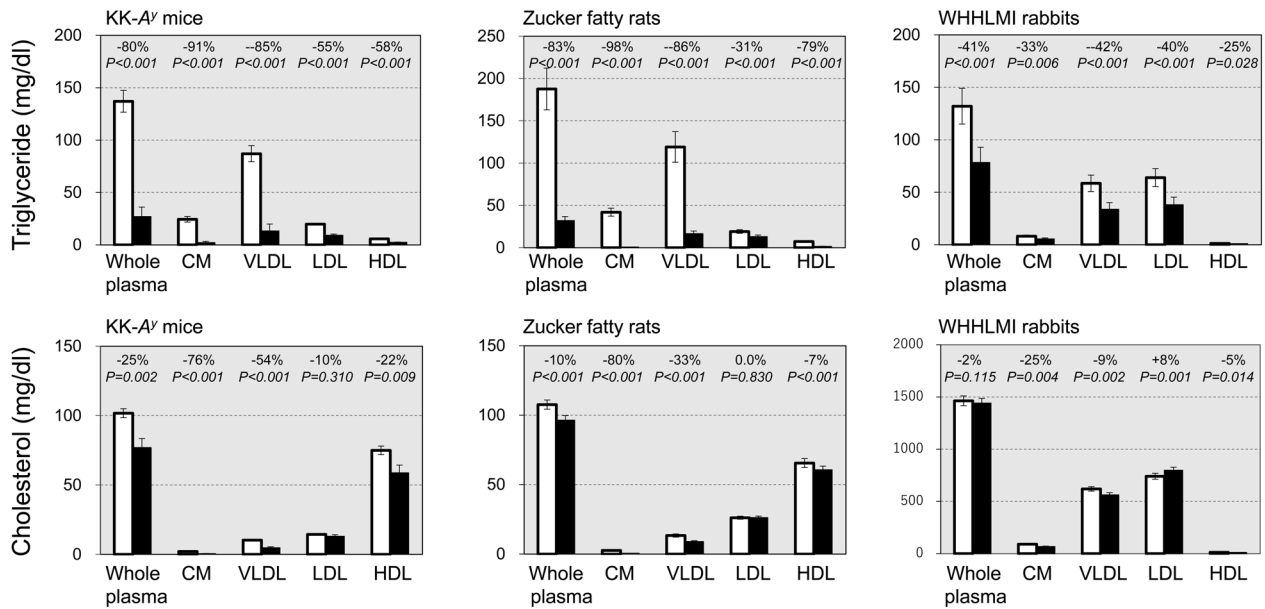 KK-Aʸ mice
Zucker fatty rats
WHHLMI rabbits
Triglyceride (mg/dl)
200
150
100
50
0
-80% -91% --85% -55% -58%
P<0.001 P<0.001 P<0.001 P<0.001 P<0.001
Whole plasma CM VLDL LDL HDL
250
200
150
100
50
0
-83% -98% --86% -31% -79%
P<0.001 P<0.001 P<0.001 P<0.001 P<0.001
Whole plasma CM VLDL LDL HDL
200
150
100
50
0
-41% -33% --42% -40% -25%
P<0.001 P=0.006 P<0.001 P<0.001 P=0.028
Whole plasma CM VLDL LDL HDL
KK-Aʸ mice
Zucker fatty rats
WHHLMI rabbits
Cholesterol (mg/dl)
150
100
50
0
-25% -76% -54% -10% -22%
P=0.002 P<0.001 P<0.001 P=0.310 P=0.009
Whole plasma CM VLDL LDL HDL
150
100
50
0
-10% -80% -33% 0.0% -7%
P<0.001 P<0.001 P<0.001 P=0.830 P<0.001
Whole plasma CM VLDL LDL HDL
2000
1500
1000
500
0
-2% -25% -9% +8% -5%
P=0.115 P=0.004 P=0.002 P=0.001 P=0.014
Whole plasma CM VLDL LDL HDL